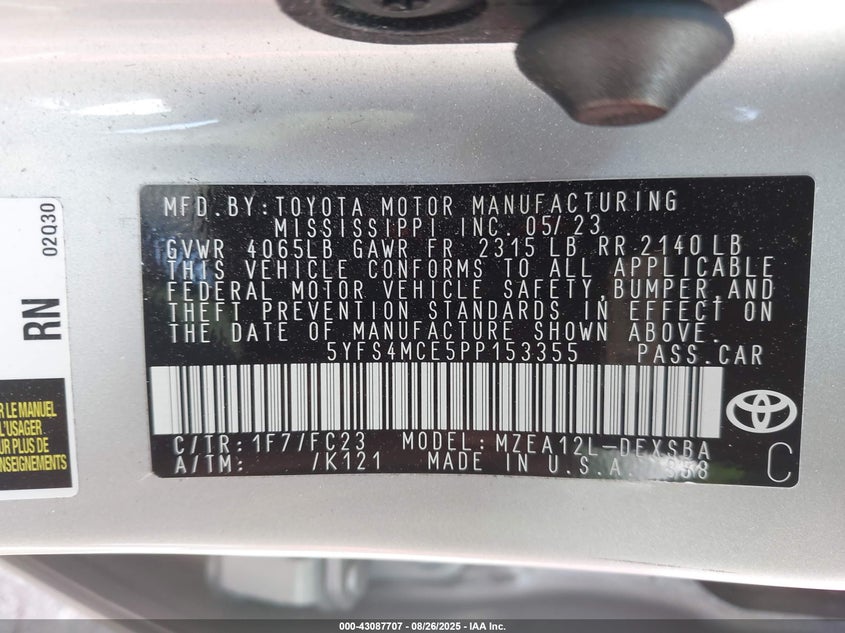 MFD.BY:TOYOTA MOTOR MANUFACTURING
MISSISSIPPI INC. 05/23
GVWR 4065LB GAWR FR 2315 LB RR 2140 LB
THIS VEHICLE CONFORMS TO ALL APPLICABLE
FEDERAL MOTOR VEHICLE SAFETY,BUMPER,AND
THEFT PREVENTION STANDARDS IN EFFECT ON
THE DATE OF MANUFACTURE SHOWN ABOVE.
5YFS4MCE5PP153355 PASS.CAR
C/TR:1F7/FC23 MODEL:MZEA12L-DEXSBA
A/TM: /K121 MADE IN U.S.A.
C
RN
02Q30
R LE MANUEL
L'USAGER
UR PLUS DE
NSEIGNEMENTS
000-43087707 - 08/26/2025 - IAA Inc.